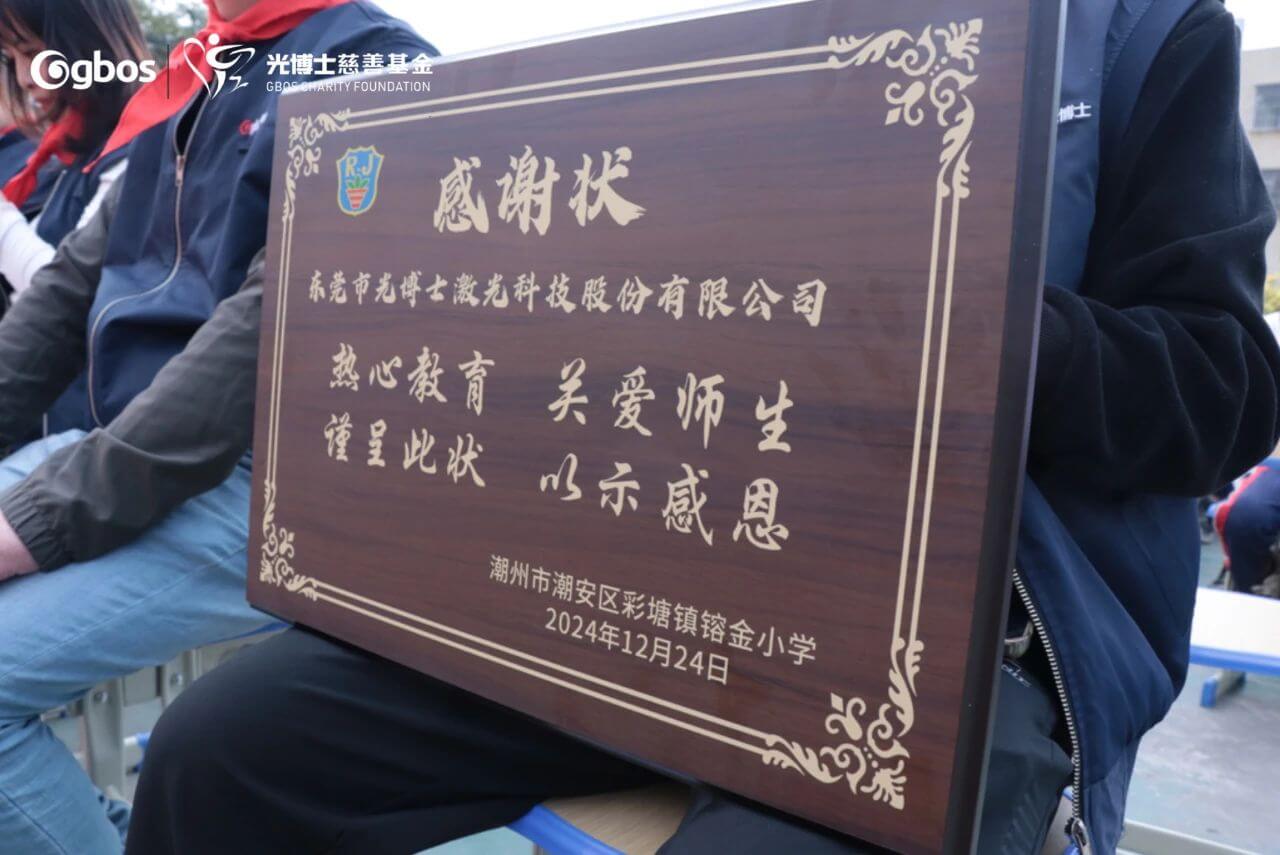 gbos
光博士慈善基金
GBOS CHARITY FOUNDATION
博士
R.J
感谢状
东莞市光博士激光科技股份有限公司
热心教育 关爱师生
谨呈此状 以示感恩
潮州市潮安区彩塘镇镕金小学
2024年12月24日